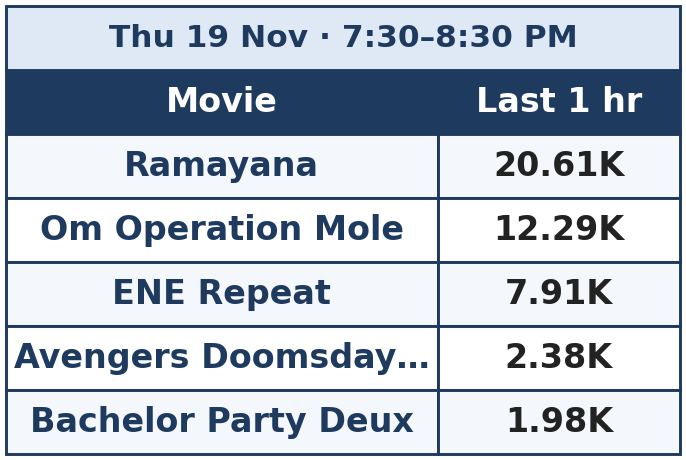 Thu 19 Nov · 7:30–8:30 PM
Movie Last 1 hr
Ramayana 20.61K
Om Operation Mole 12.29K
ENE Repeat 7.91K
Avengers Doomsday... 2.38K
Bachelor Party Deux 1.98K